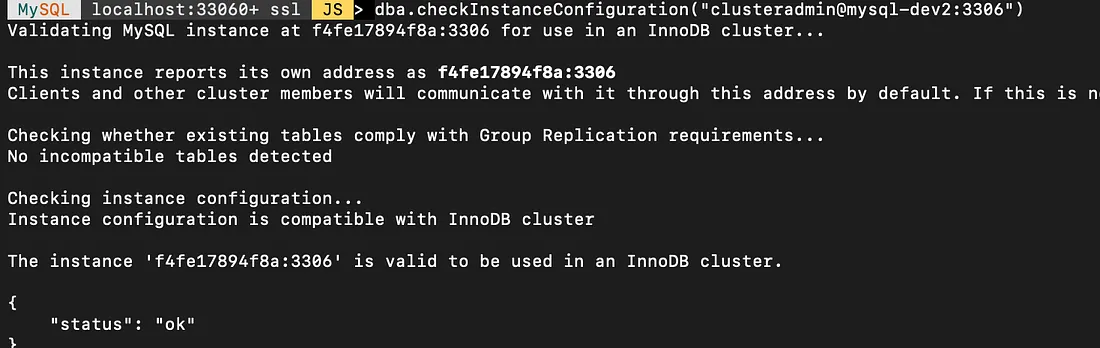 MySQL localhost:33060+ ssl JS > dba.checkInstanceConfiguration("clusteradmin@mysql-dev2:3306")
Validating MySQL instance at f4fe17894f8a:3306 for use in an InnoDB cluster...
This instance reports its own address as f4fe17894f8a:3306
Clients and other cluster members will communicate with it through this address by default. If this is
Checking whether existing tables comply with Group Replication requirements...
No incompatible tables detected
Checking instance configuration...
Instance configuration is compatible with InnoDB cluster
The instance 'f4fe17894f8a:3306' is valid to be used in an InnoDB cluster.
{
"status": "ok"
}